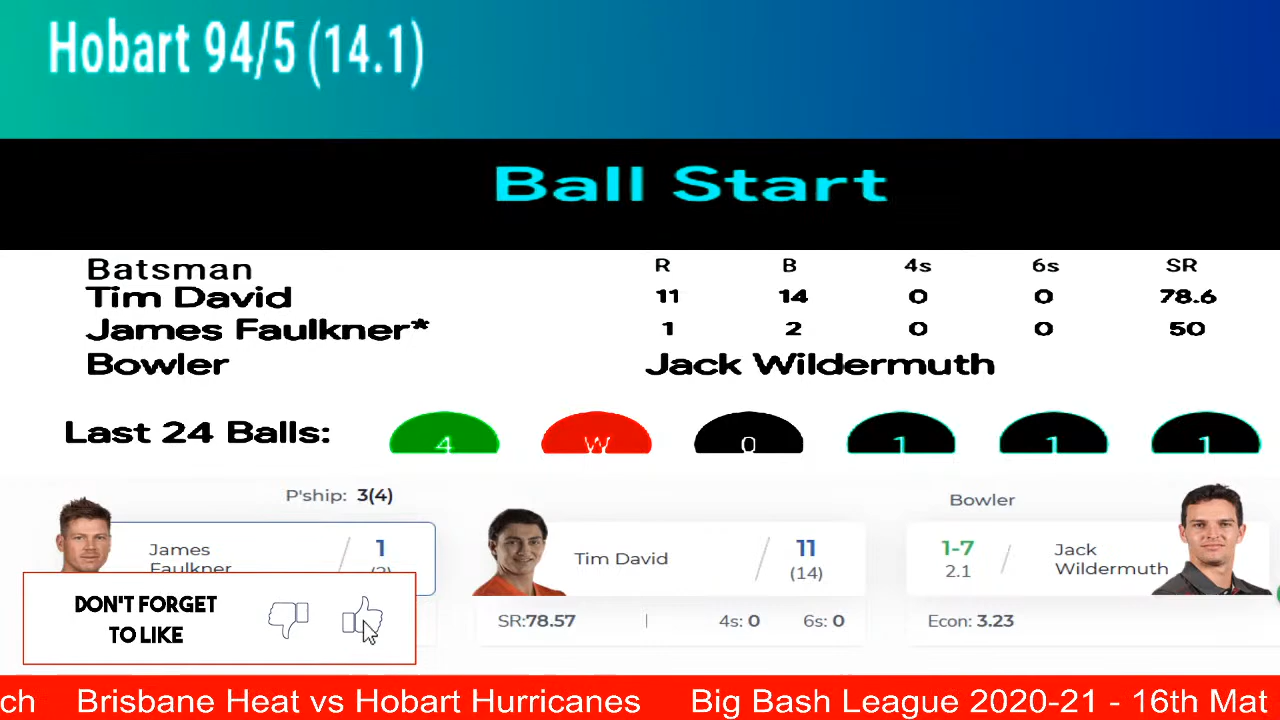 Hobart 94/5 (14.1)
Ball Start
Batsman R B 4s 6s SR
Tim David 11 14 0 0 78.6
James Faulkner* 1 2 0 0 50
Bowler Jack Wildermuth
Last 24 Balls: 4 W 0 1 1 1
P'ship: 3(4)
James
Faulkner
1
Tim David
11
(14)
SR:78.57 4s: 0 6s: 0
Bowler
1-7
2.1
Jack
Wildermuth
Econ: 3.23
DON'T FORGET
TO LIKE
ch Brisbane Heat vs Hobart Hurricanes Big Bash League 2020-21 - 16th Mat